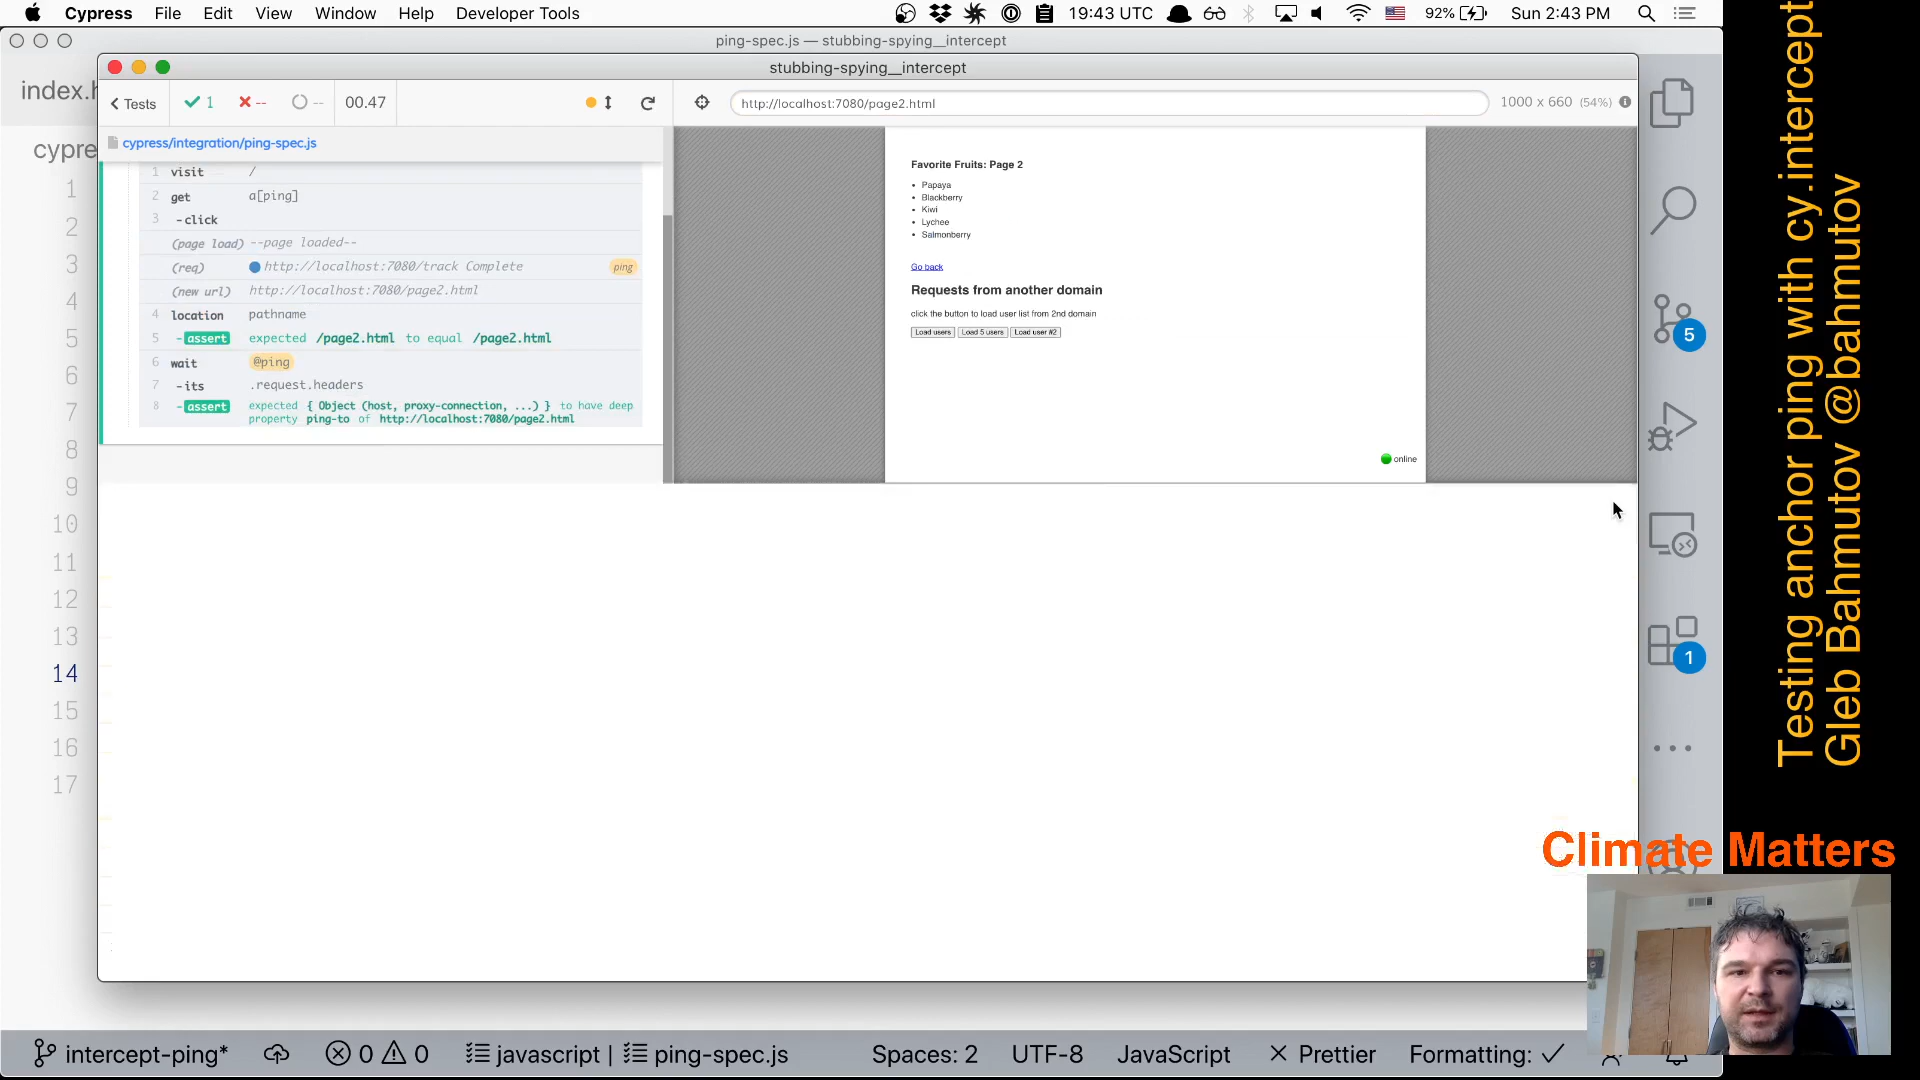 Cypress File Edit View Window Help Developer Tools 19:43 UTC 92% Sun 2:43 PM
ping-spec.js — stubbing-spying__intercept
stubbing-spying__intercept
index.h
Tests 1 -- -- 00.47 http://localhost:7080/page2.html 1000 x 660 (54%)
cypress/integration/ping-spec.js
cypre
1 visit /
2 get a[ping]
3 -click
(page load) --page loaded--
(req) http://localhost:7080/track Complete ping
(new url) http://localhost:7080/page2.html
4 location pathname
5 -assert expected /page2.html to equal /page2.html
6 wait @ping
7 -its .request.headers
8 -assert expected { Object (host, proxy-connection, ...) } to have deep
property ping-to of http://localhost:7080/page2.html
Favorite Fruits: Page 2
• Papaya
• Blackberry
• Kiwi
• Lychee
• Salmonberry
Go back
Requests from another domain
click the button to load user list from 2nd domain
Load users Load 5 users Load user #2
online
1
2
3
4
5
6
7
8
9
10
11
12
13
14
15
16
17
5
1
Testing anchor ping with cy.intercept
Gleb Bahmutov @bahmutov
Climate Matters
intercept-ping* 0 0 javascript | ping-spec.js Spaces: 2 UTF-8 JavaScript Prettier Formatting: